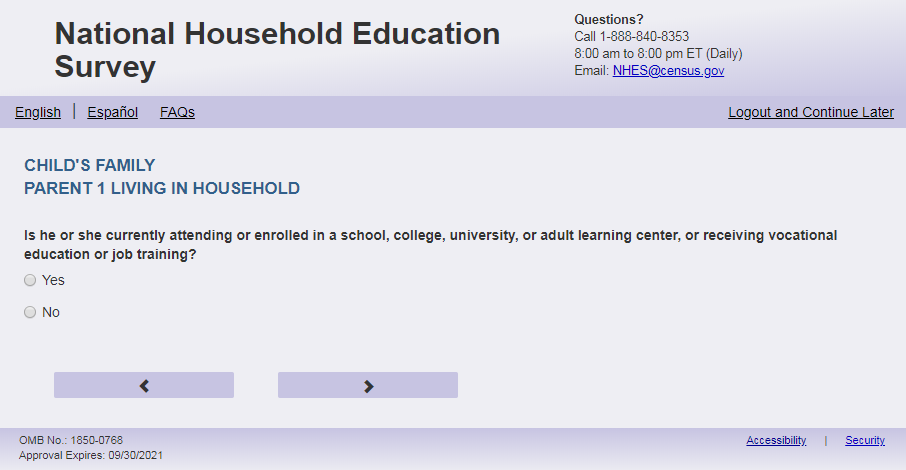 National Household Education
Survey
Questions?
Call 1-888-840-8353
8:00 am to 8:00 pm ET (Daily)
Email: NHES@census.gov
English | Español FAQs Logout and Continue Later
CHILD'S FAMILY
PARENT 1 LIVING IN HOUSEHOLD
Is he or she currently attending or enrolled in a school, college, university, or adult learning center, or receiving vocational
education or job training?
Yes
No
OMB No.: 1850-0768
Approval Expires: 09/30/2021
Accessibility | Security